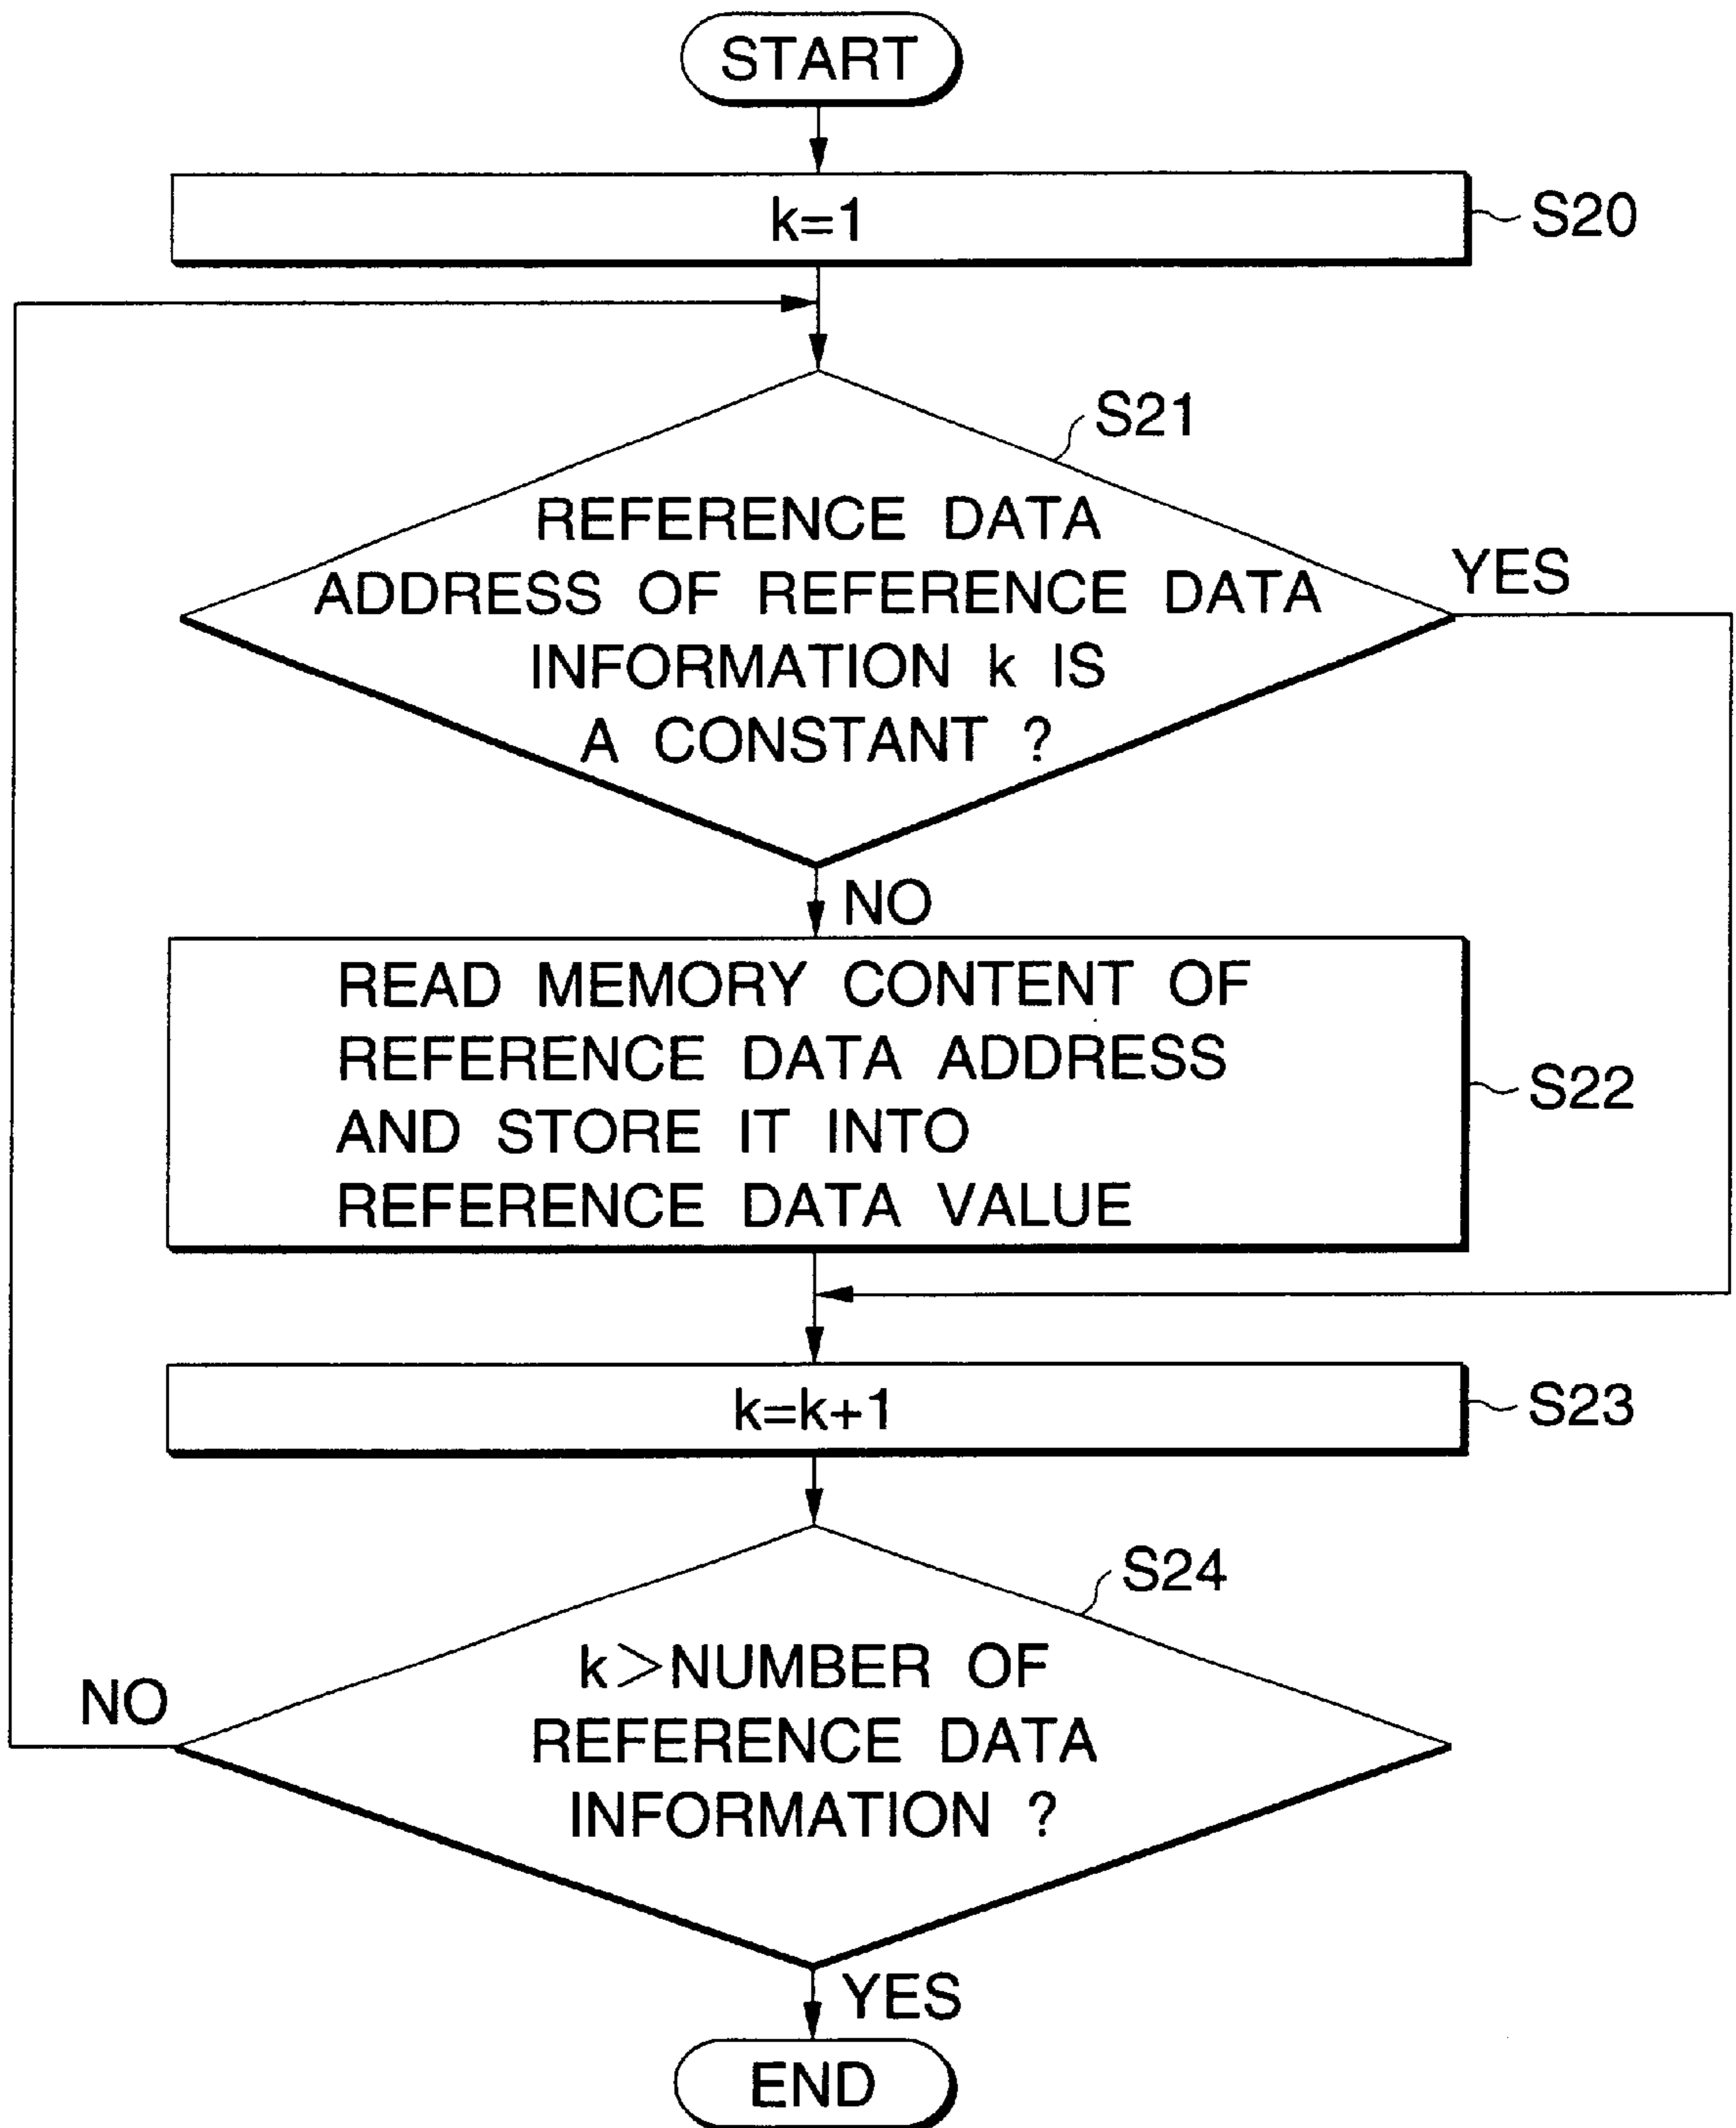 START
k=1
S20
S21
REFERENCE DATA
ADDRESS OF REFERENCE DATA
INFORMATION k IS
A CONSTANT ?
YES
NO
READ MEMORY CONTENT OF
REFERENCE DATA ADDRESS
AND STORE IT INTO
REFERENCE DATA VALUE
S22
k=k+1
S23
S24
k>NUMBER OF
REFERENCE DATA
INFORMATION ?
NO
YES
END